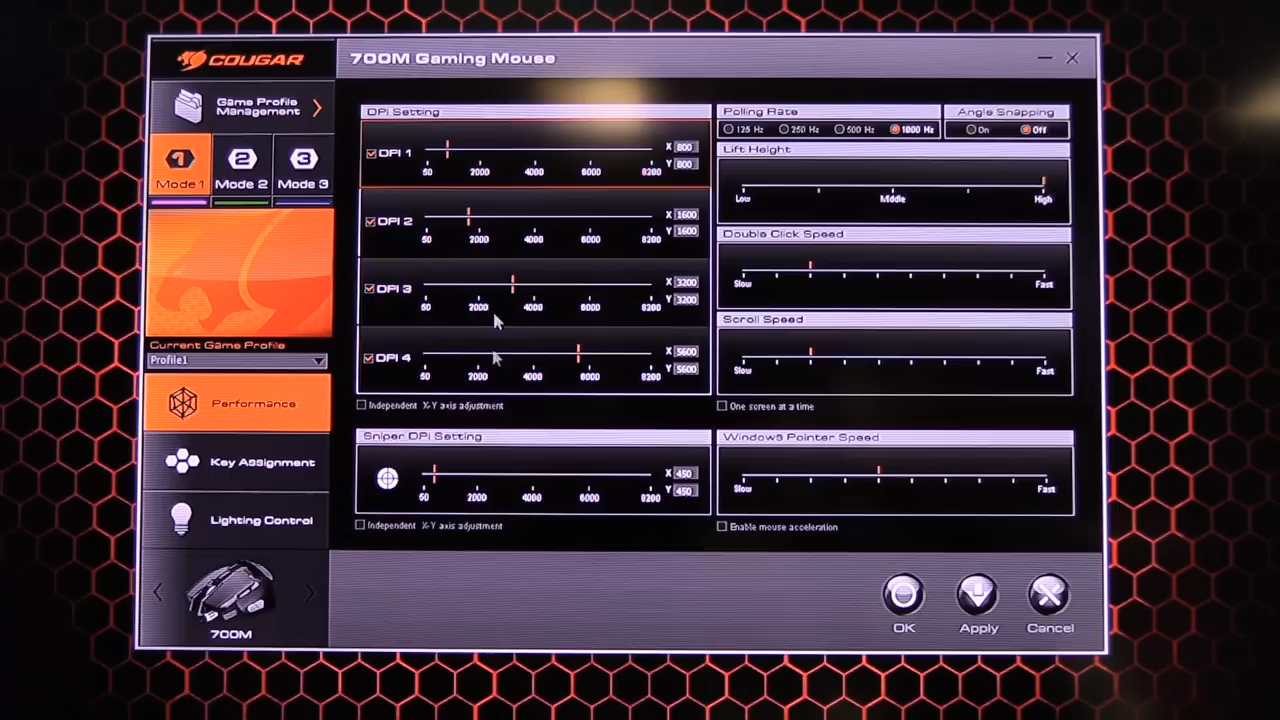 COUGAR
700M Gaming Mouse
Game Profile
Management
1
2
3
Mode 1
Mode 2
Mode 3
Current Game Profile
Profile1
Performance
Key Assignment
Lighting Control
700M
DPI Setting
DPI 1
50 2000 4000 6000 8200
X 800
Y 800
DPI 2
50 2000 4000 6000 8200
X 1600
Y 1600
DPI 3
50 2000 4000 6000 8200
X 3200
Y 3200
DPI 4
50 2000 4000 6000 8200
X 5600
Y 5600
Independent X-Y axis adjustment
Sniper DPI Setting
50 2000 4000 6000 8200
X 450
Y 450
Independent X-Y axis adjustment
Polling Rate
125 Hz 250 Hz 500 Hz 1000 Hz
Angle Snapping
On Off
Lift Height
Low Middle High
Double Click Speed
Slow Fast
Scroll Speed
Slow Fast
One screen at a time
Windows Pointer Speed
Slow Fast
Enable mouse acceleration
OK Apply Cancel